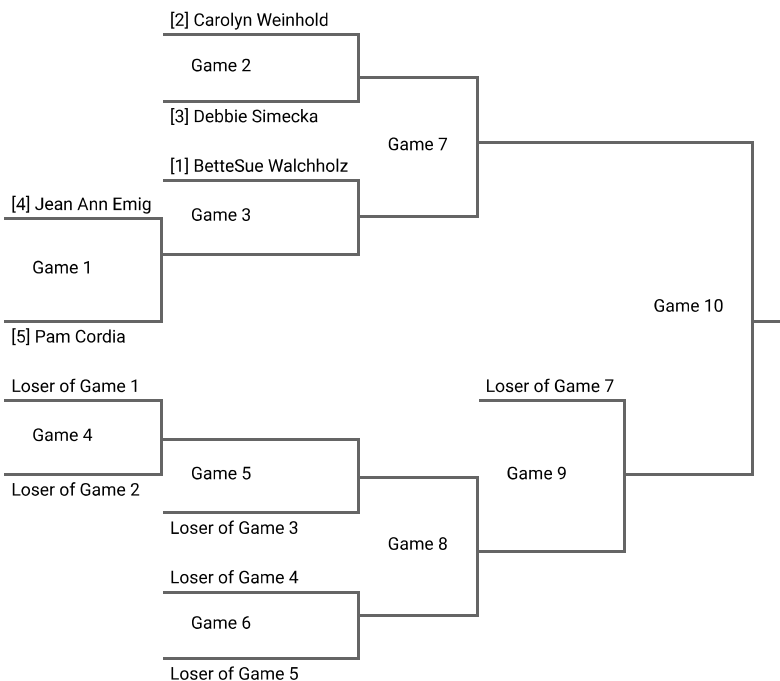 [2] Carolyn Weinhold
Game 2
[3] Debbie Simecka
Game 7
[1] BetteSue Walchholz
[4] Jean Ann Emig
Game 3
Game 1
Game 10
[5] Pam Cordia
Loser of Game 1
Loser of Game 7
Game 4
Game 5
Game 9
Loser of Game 2
Loser of Game 3
Game 8
Loser of Game 4
Game 6
Loser of Game 5